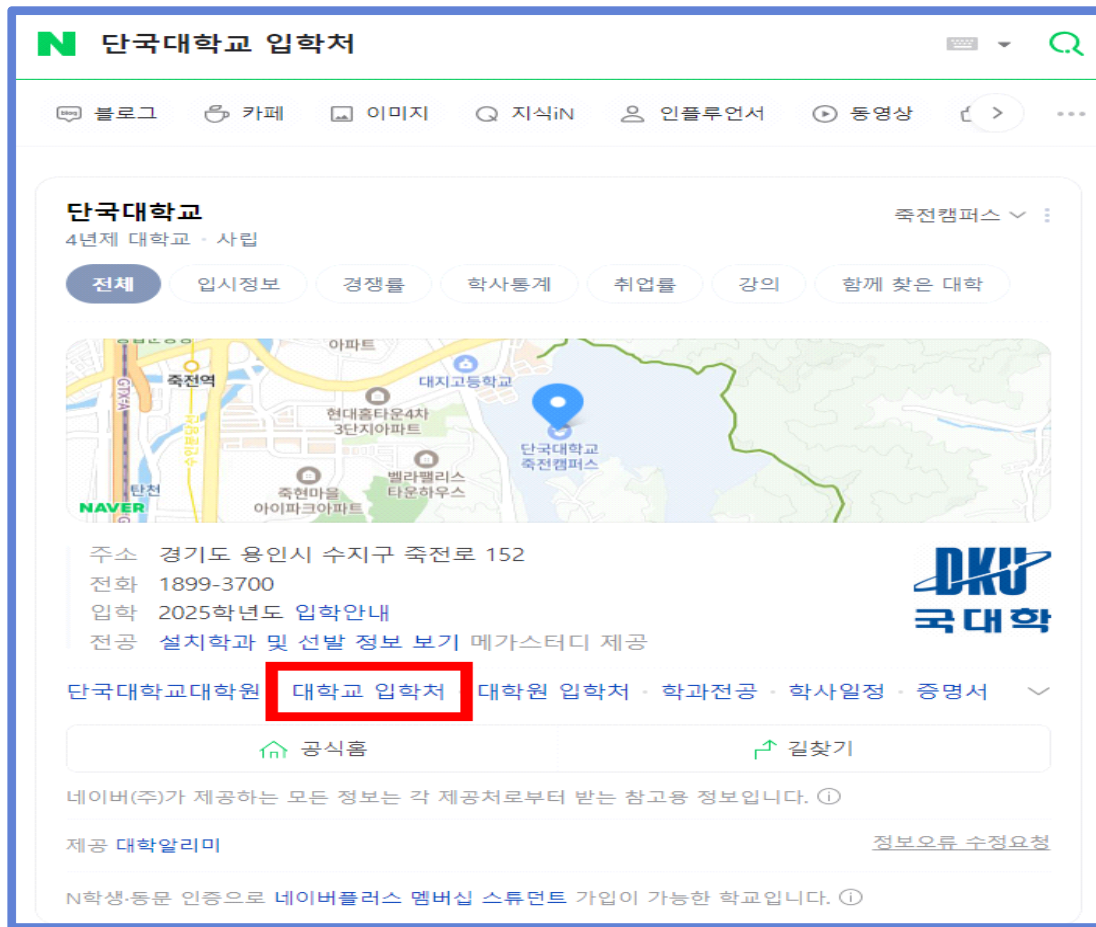 N 단국대학교 입학처
블로그 카페 이미지 지식iN 인플루언서 동영상
단국대학교 죽전캠퍼스
4년제 대학교 · 사립
전체 입시정보 경쟁률 학사통계 취업률 강의 함께 찾은 대학
아파트
죽전역
대지고등학교
GTX-A
현대홈타운4차
3단지아파트
수인분당선
단국대학교
죽전캠퍼스
벨라팰리스
타운하우스
탄천
죽현마을
아이파크아파트
NAVER
주소 경기도 용인시 수지구 죽전로 152
전화 1899-3700
입학 2025학년도 입학안내
전공 설치학과 및 선발 정보 보기 메가스터디 제공
DKU
국대학
단국대학교대학원 대학교 입학처 · 대학원 입학처 · 학과전공 · 학사일정 · 증명서
공식홈 길찾기
네이버(주)가 제공하는 모든 정보는 각 제공처로부터 받는 참고용 정보입니다.
제공 대학알리미 정보오류 수정요청
N학생·동문 인증으로 네이버플러스 멤버십 스튜던트 가입이 가능한 학교입니다.